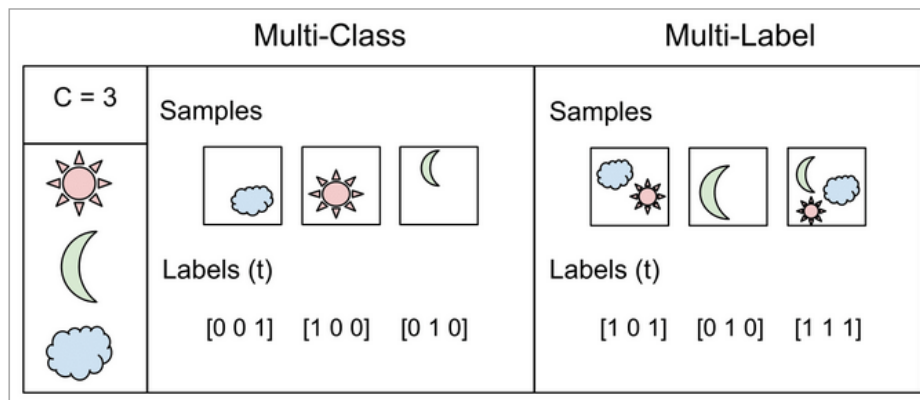 Multi-Class
Multi-Label
C = 3
Samples
Samples
Labels (t)
Labels (t)
[0 0 1] [1 0 0] [0 1 0]
[1 0 1] [0 1 0] [1 1 1]